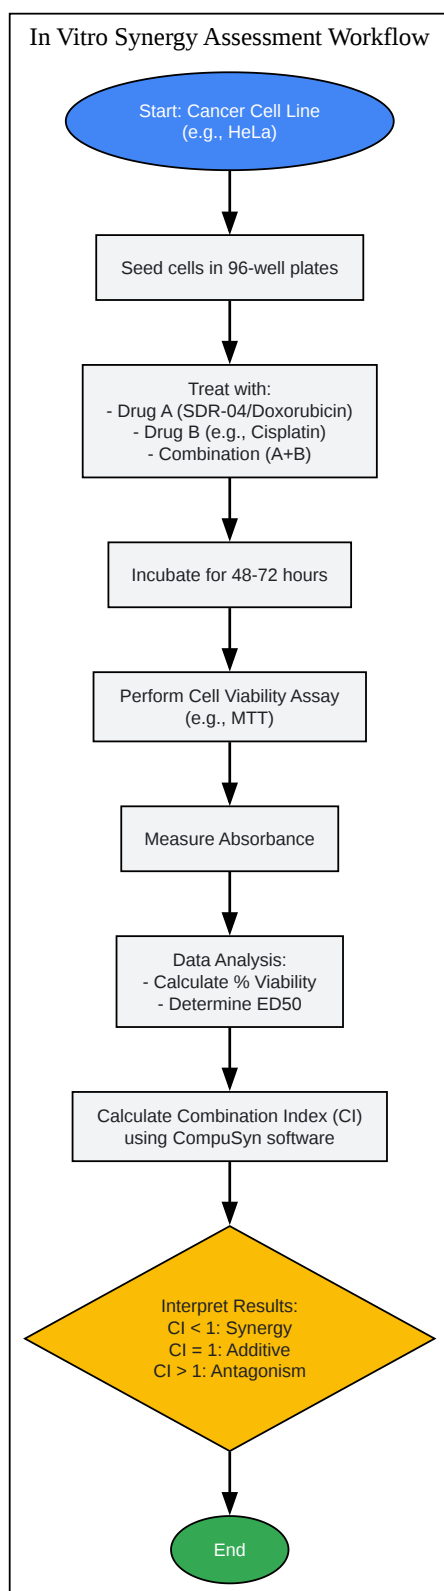 In Vitro Synergy Assessment Workflow
Start: Cancer Cell Line
(e.g., HeLa)
Seed cells in 96-well plates
Treat with:
- Drug A (SDR-04/Doxorubicin)
- Drug B (e.g., Cisplatin)
- Combination (A+B)
Incubate for 48-72 hours
Perform Cell Viability Assay
(e.g., MTT)
Measure Absorbance
Data Analysis:
- Calculate % Viability
- Determine ED50
Calculate Combination Index (CI)
using CompuSyn software
Interpret Results:
CI < 1: Synergy
CI = 1: Additive
CI > 1: Antagonism
End